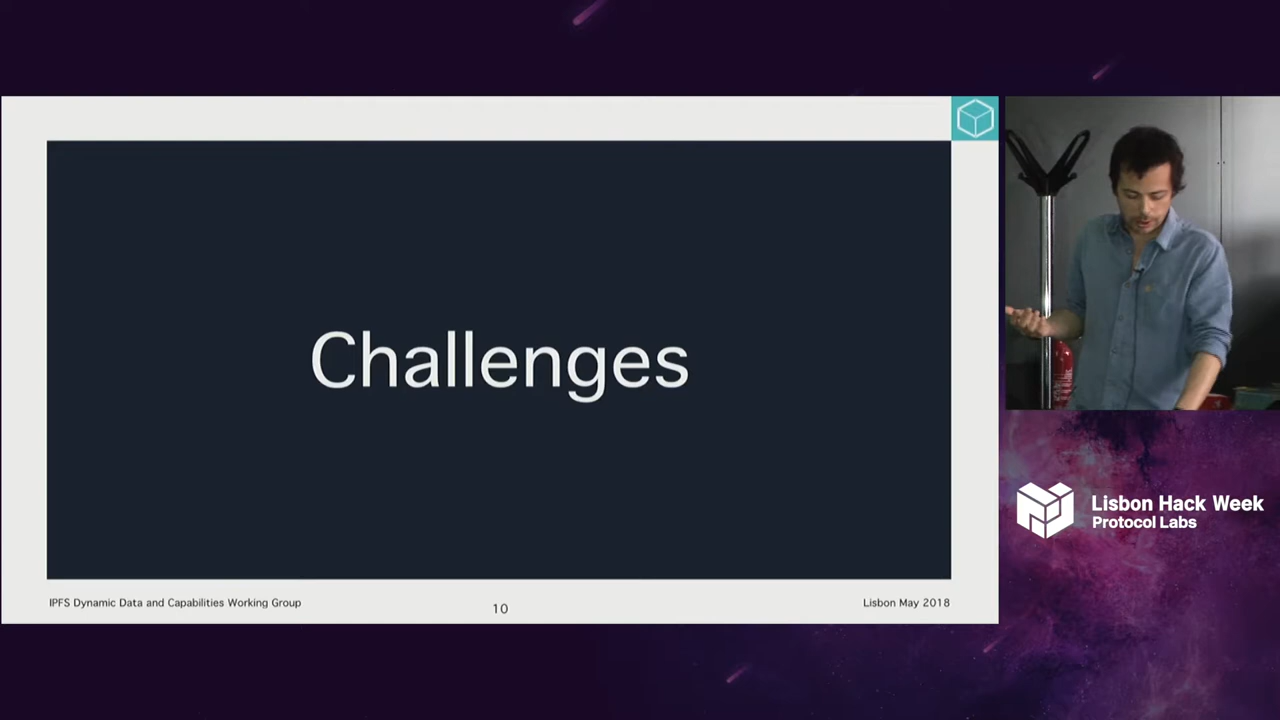 Challenges
IPFS Dynamic Data and Capabilities Working Group
10
Lisbon May 2018
Lisbon Hack Week
Protocol Labs